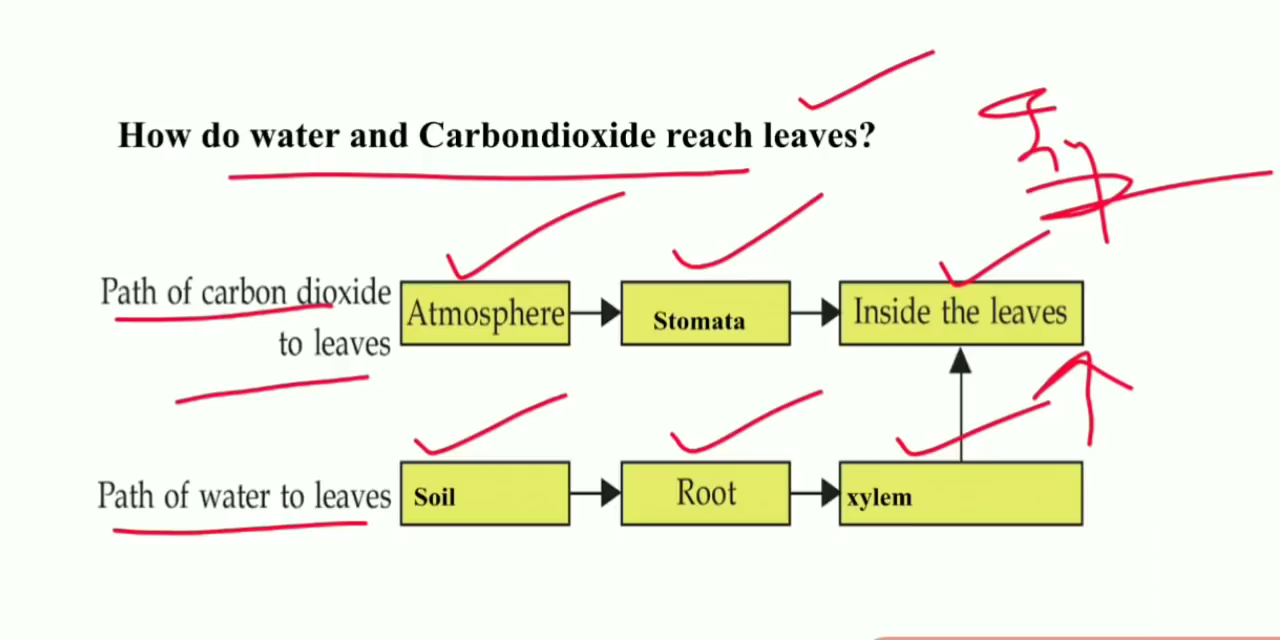 How do water and Carbondioxide reach leaves?
Path of carbon dioxide
to leaves
Atmosphere
Stomata
Inside the leaves
Path of water to leaves
Soil
Root
xylem